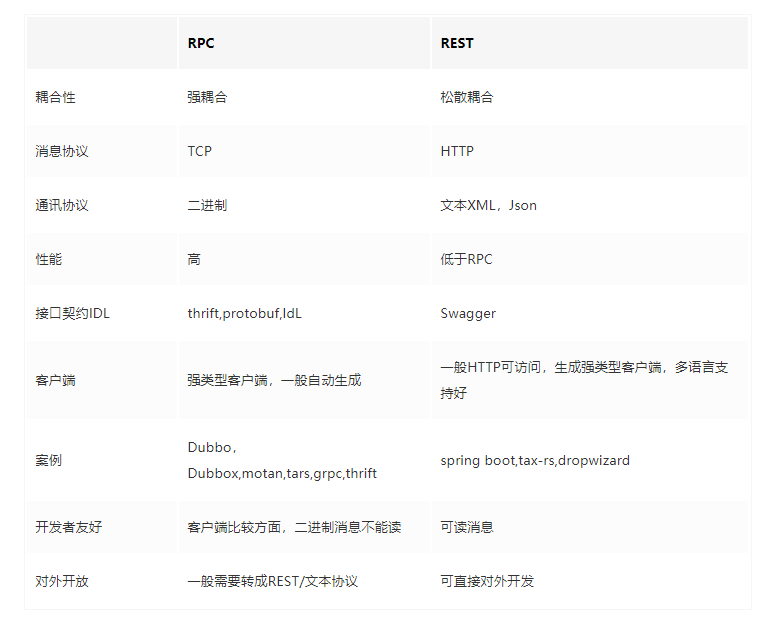 RPC REST
耦合性 强耦合 松散耦合
消息协议 TCP HTTP
通讯协议 二进制 文本XML，Json
性能 高 低于RPC
接口契约IDL thrift,protobuf,IdL Swagger
客户端 强类型客户端，一般自动生成 一般HTTP可访问，生成强类型客户端，多语言支
持好
案例 Dubbo，
Dubbox,motan,tars,grpc,thrift spring boot,tax-rs,dropwizard
开发者友好 客户端比较方面，二进制消息不能读 可读消息
对外开放 一般需要转成REST/文本协议 可直接对外开发